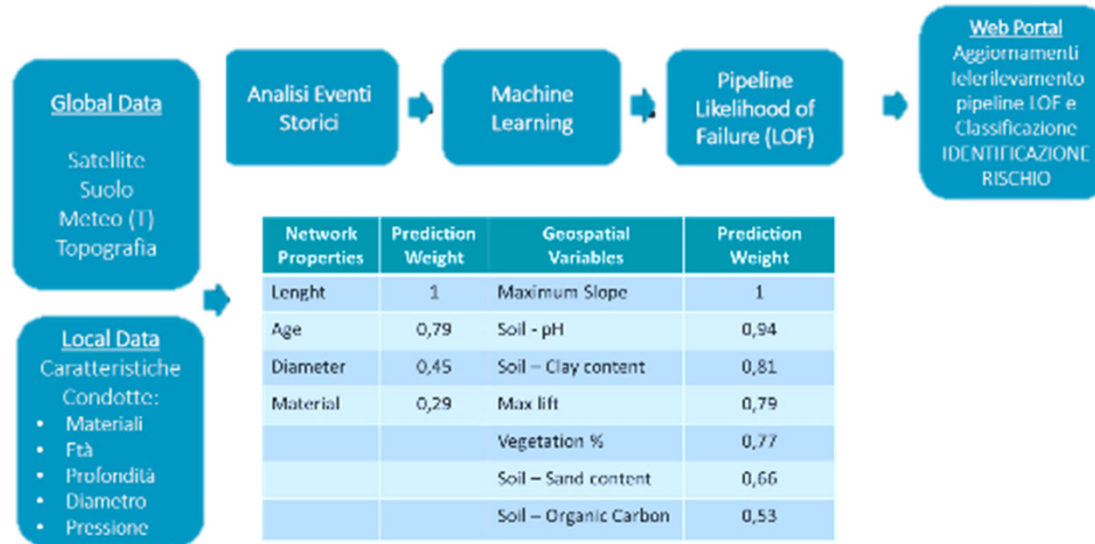 Global Data
Satellite
Suolo
Meteo (T)
Topografia
Local Data
Caratteristiche
Condotte:
• Materiali
• Età
• Profondità
• Diametro
• Pressione
Analisi Eventi
Storici
Machine
Learning
Pipeline
Likelihood of
Failure (LOF)
Web Portal
Aggiornamenti
Telerilevamento
pipeline LOF e
Classificazione
IDENTIFICAZIONE
RISCHIO
Network Properties Prediction Weight Geospatial Variables Prediction Weight
Lenght 1 Maximum Slope 1
Age 0,79 Soil - pH 0,94
Diameter 0,45 Soil – Clay content 0,81
Material 0,29 Max lift 0,79
Vegetation % 0,77
Soil – Sand content 0,66
Soil – Organic Carbon 0,53